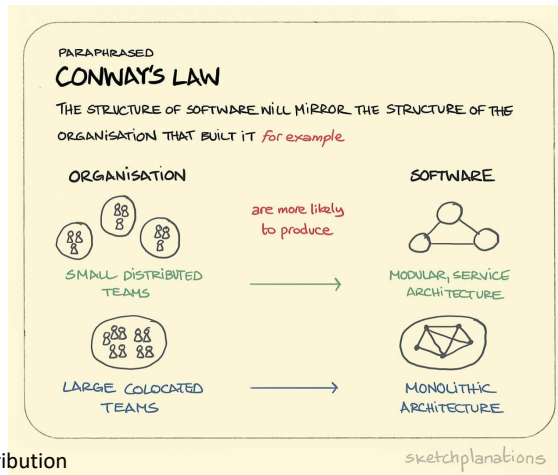 PARAPHRASED
CONWAY'S LAW
THE STRUCTURE OF SOFTWARE WILL MIRROR THE STRUCTURE OF THE
ORGANISATION THAT BUILT IT for example
ORGANISATION
SOFTWARE
are more likely
to produce
SMALL DISTRIBUTED
TEAMS
MODULAR, SERVICE
ARCHITECTURE
LARGE COLOCATED
TEAMS
MONOLITHIC
ARCHITECTURE
sketchplanations